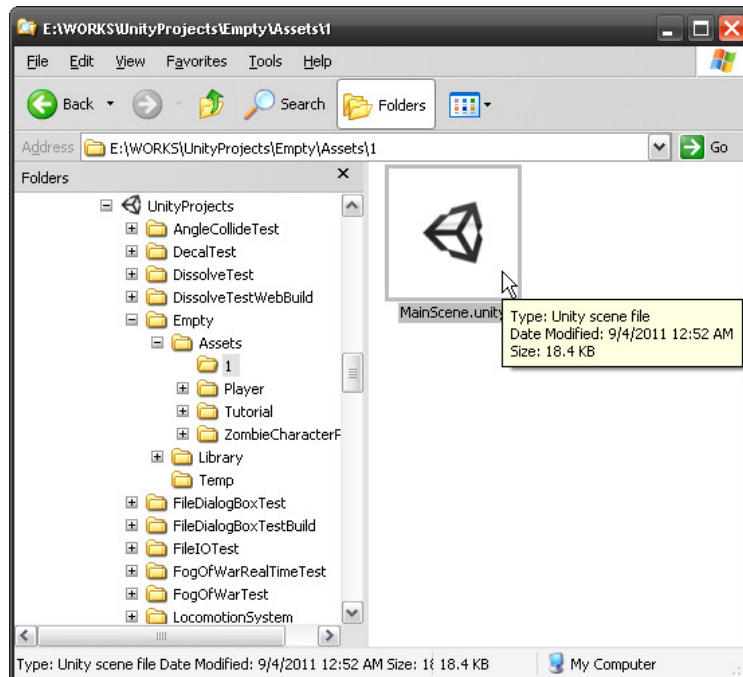 E:\WORKS\UnityProjects\Empty\Assets\1
File Edit View Favorites Tools Help
Back Search Folders
Address E:\WORKS\UnityProjects\Empty\Assets\1 Go
Folders
UnityProjects
AngleCollideTest
DecalTest
DissolveTest
DissolveTestWebBuild
Empty
Assets
1
Player
Tutorial
ZombieCharacterP
Library
Temp
FileDialogBoxTest
FileDialogBoxTestBuild
FileIOTest
FogOfWarRealTimeTest
FogOfWarTest
LocomotionSystem
MainScene.unity
Type: Unity scene file
Date Modified: 9/4/2011 12:52 AM
Size: 18.4 KB
Type: Unity scene file Date Modified: 9/4/2011 12:52 AM Size: 18 18.4 KB My Computer